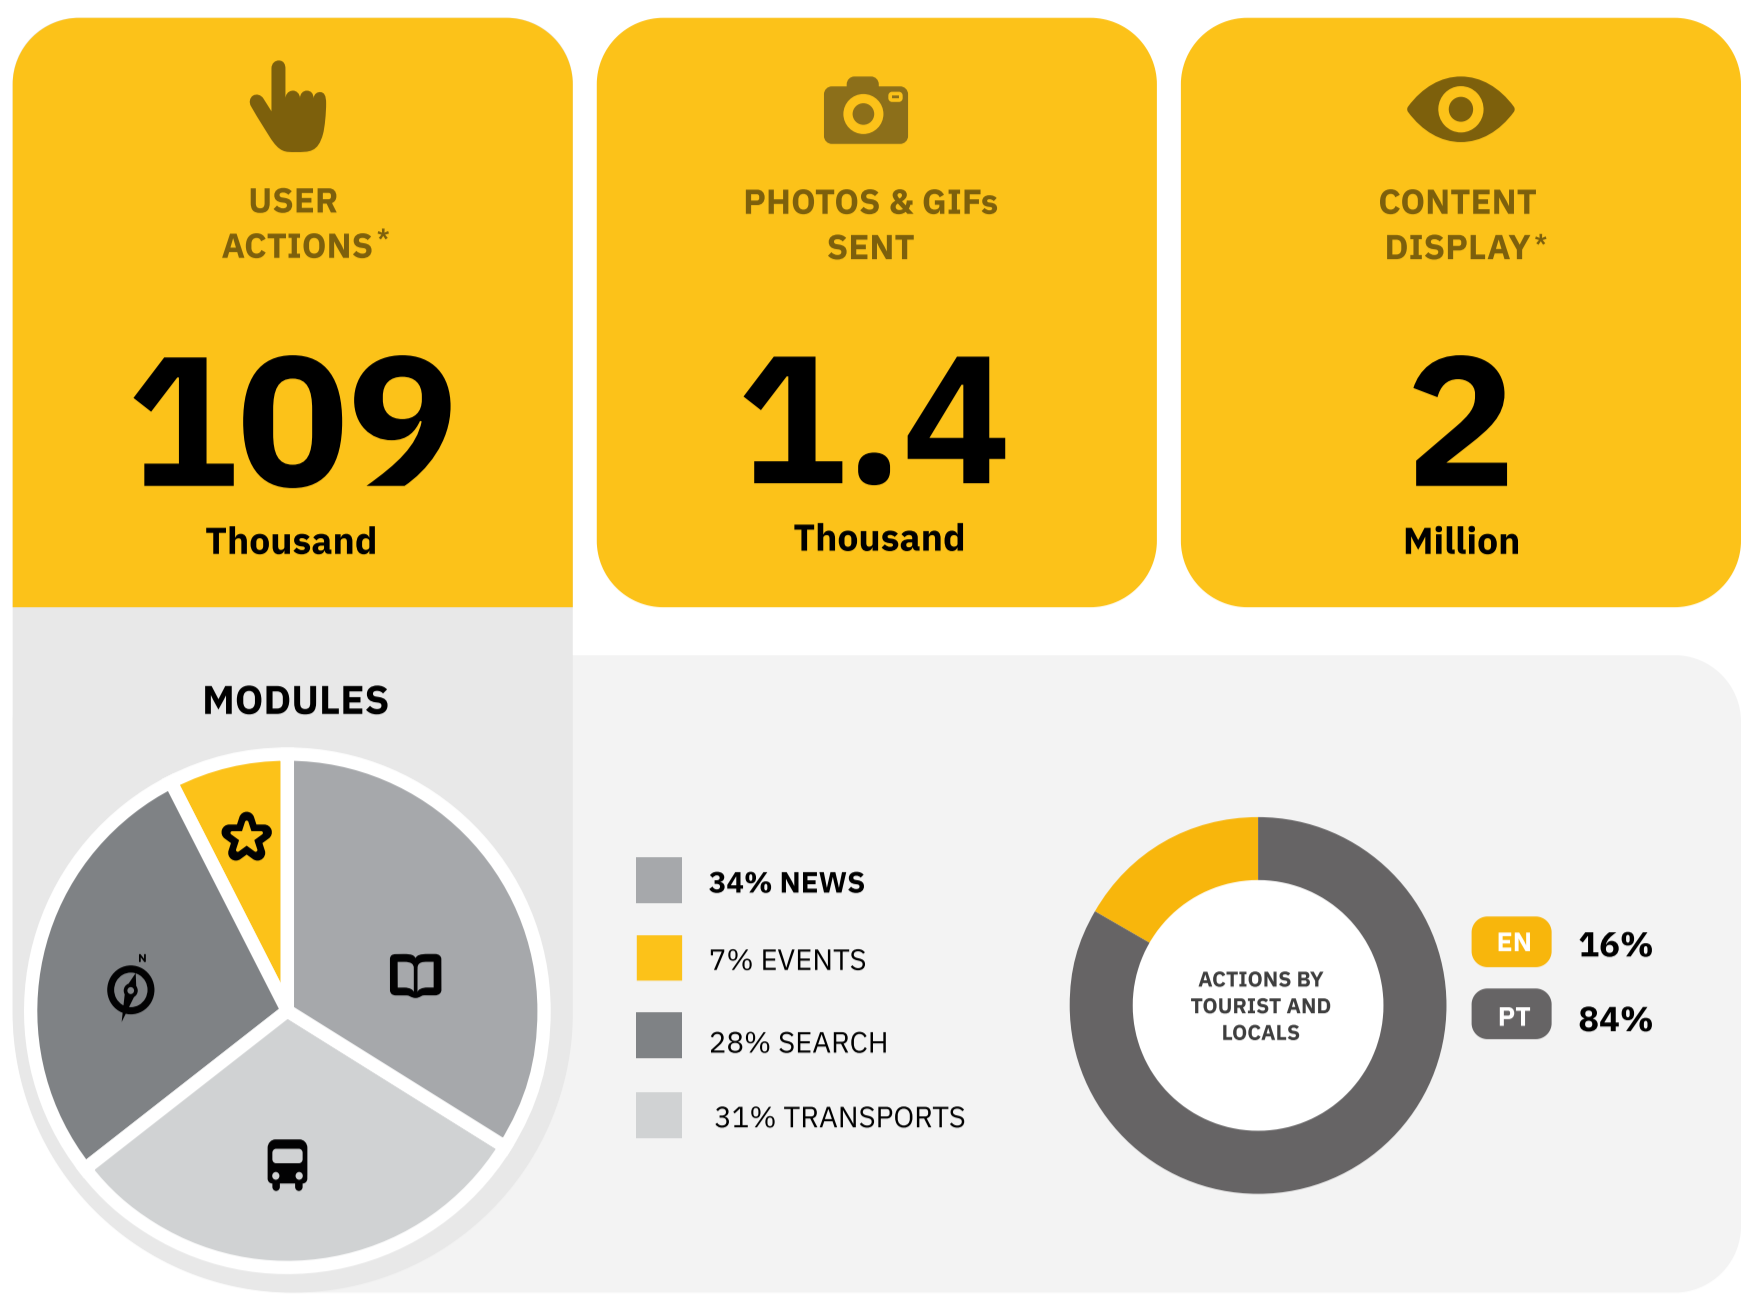 USER
ACTIONS*
109
Thousand
PHOTOS & GIFs
SENT
1.4
Thousand
CONTENT
DISPLAY*
2
Million
MODULES
N
34% NEWS
7% EVENTS
28% SEARCH
31% TRANSPORTS
ACTIONS BY
TOURIST AND
LOCALS
EN 16%
PT 84%